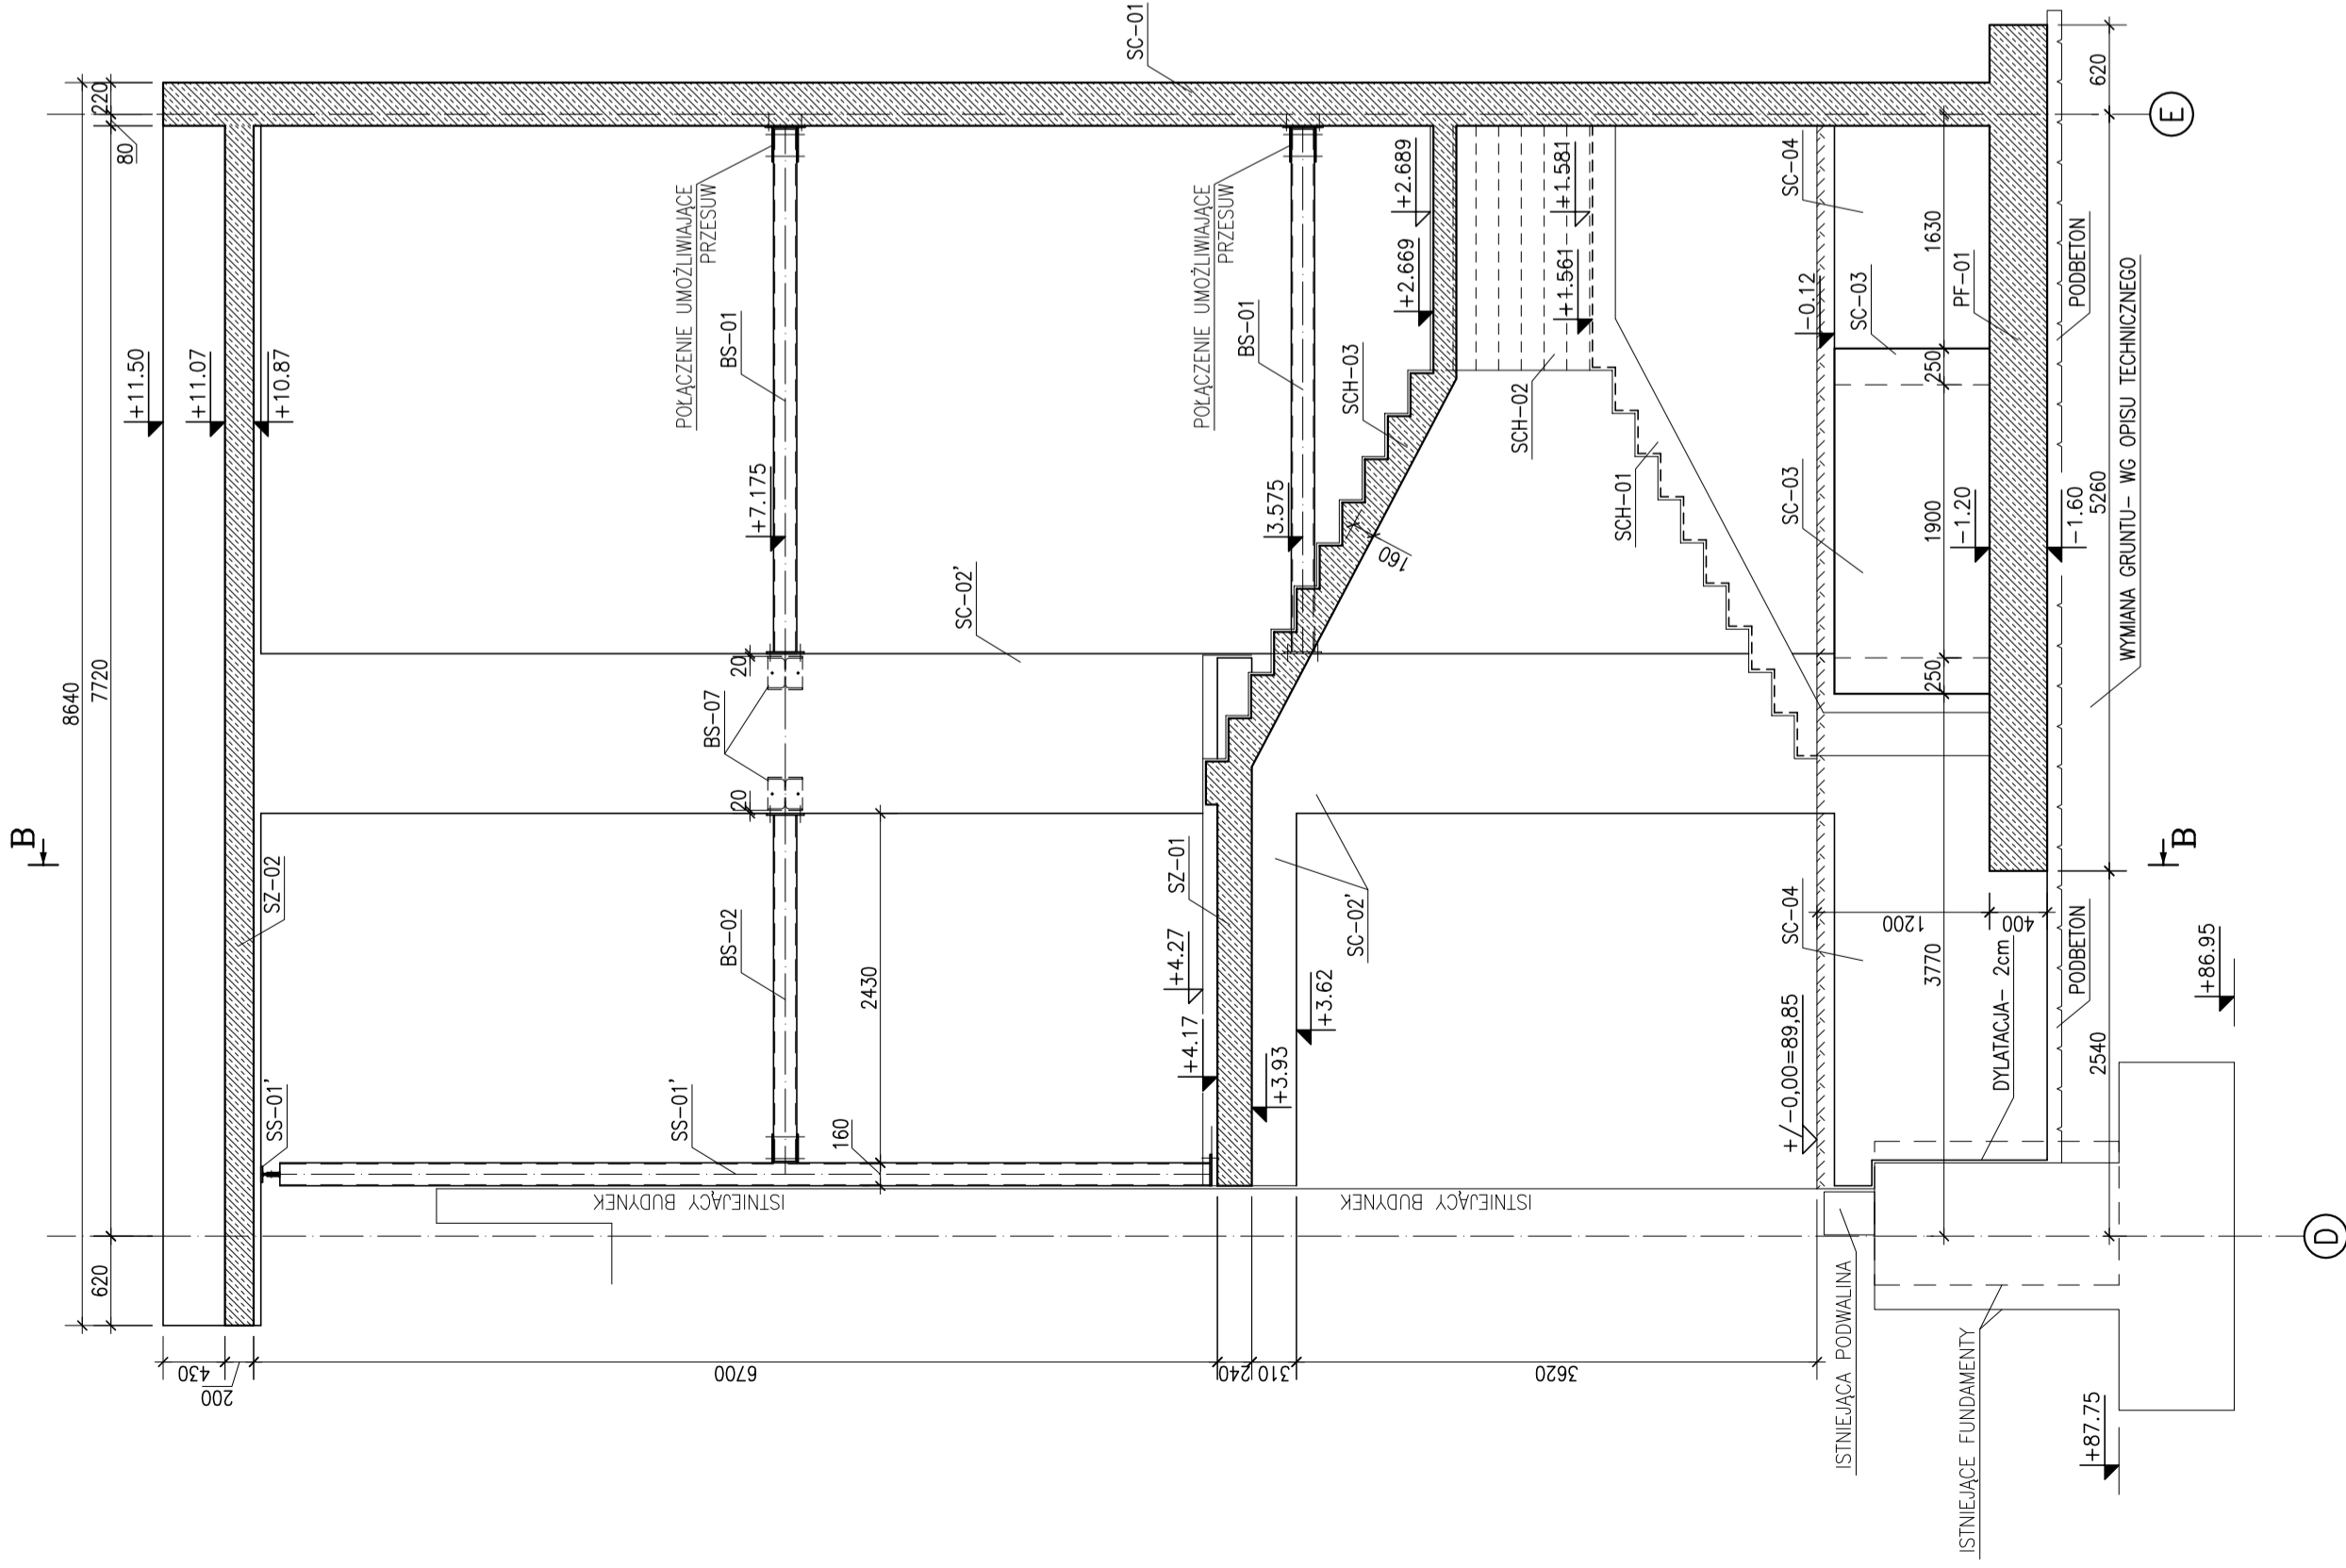 8640
620
7720
80
220
+11.50
+11.07
+10.87
430
200
6700
240
310
3620
B
SZ-02
SS-01'
SS-01'
BS-02
BS-07
20
20
2430
160
+7.175
BS-01
POŁĄCZENIE UMOŻLIWIAJĄCE
PRZESUW
SC-01
SC-02'
ISTNIEJĄCY BUDYNEK
+4.17
+4.27
SZ-01
+3.93
+3.62
SC-02'
3.575
BS-01
POŁĄCZENIE UMOŻLIWIAJĄCE
PRZESUW
160
SCH-03
+2.669
+2.689
SCH-02
+1.561
+1.581
SCH-01
ISTNIEJĄCY BUDYNEK
+/-0,00=89,85
SC-04
SC-03
-0.12
SC-03
SC-04
1200
400
3770
250
1900
250
1630
-1.20
-1.60
PF-01
PODBETON
ISTNIEJĄCA PODWALINA
ISTNIEJĄCE FUNDAMENTY
DYLATACJA- 2cm
PODBETON
2540
5260
620
WYMIANA GRUNTU- WG OPISU TECHNICZNEGO
+87.75
+86.95
B
D
E